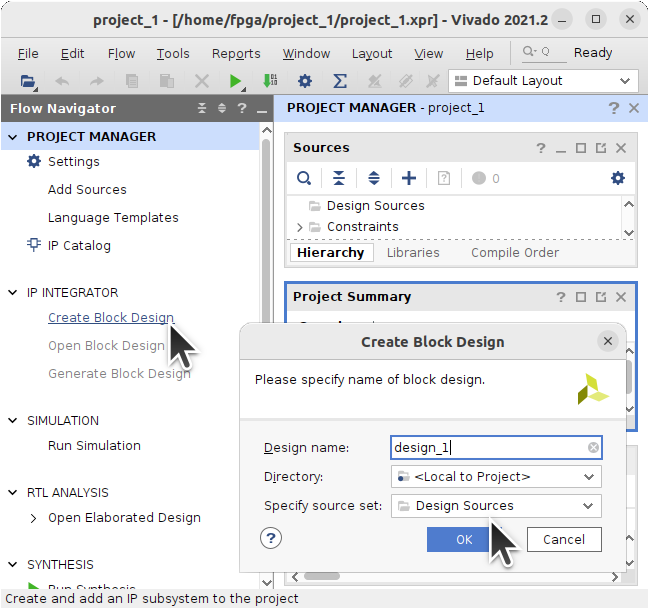 project_1 - [/home/fpga/project_1/project_1.xpr] - Vivado 2021.2
File Edit Flow Tools Reports Window Layout View Help Q Ready
Default Layout
Flow Navigator
PROJECT MANAGER
Settings
Add Sources
Language Templates
IP Catalog
IP INTEGRATOR
Create Block Design
Open Block Design
Generate Block Design
SIMULATION
Run Simulation
RTL ANALYSIS
Open Elaborated Design
SYNTHESIS
Run Synthesis
PROJECT MANAGER - project_1
Sources
0
Design Sources
Constraints
Hierarchy Libraries Compile Order
Project Summary
Create Block Design
Please specify name of block design.
Design name: design_1
Directory: <Local to Project>
Specify source set: Design Sources
OK Cancel
Create and add an IP subsystem to the project